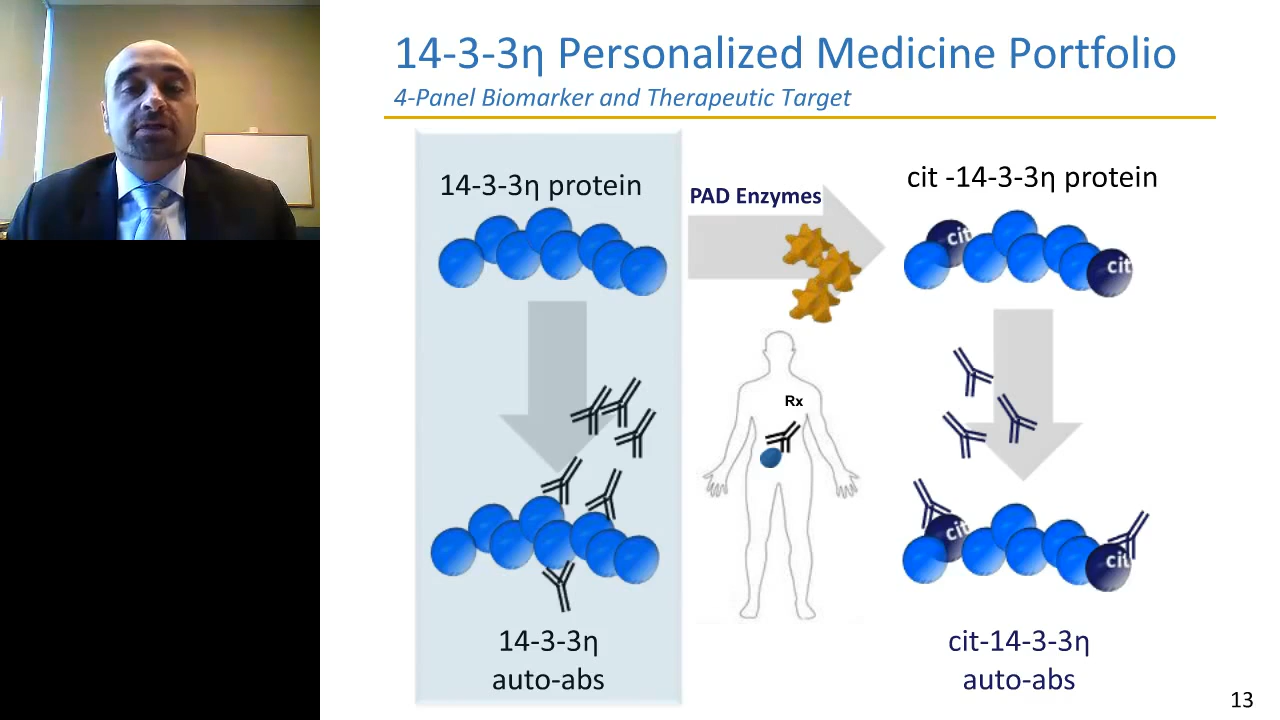 14-3-3η Personalized Medicine Portfolio
4-Panel Biomarker and Therapeutic Target
14-3-3η protein
PAD Enzymes
cit -14-3-3η protein
cit
cit
Rx
cit
cit
14-3-3η
auto-abs
cit-14-3-3η
auto-abs
13